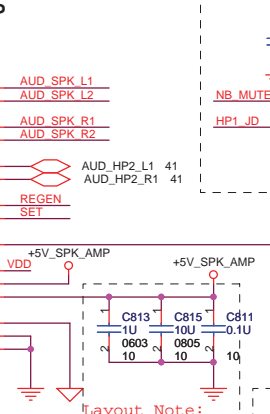 AUD_SPK_L1
AUD_SPK_L2
NB_MUTE
AUD_SPK_R1
HP1_JD
AUD_SPK_R2
AUD_HP2_L1 41
AUD_HP2_R1 41
REGEN
SET
+5V_SPK_AMP
VDD
+5V_SPK_AMP
1 C813 1 C815 1 C811
1U 10U 0.1U
0603 0805
2 10 2 10 2 10
Layout Note: